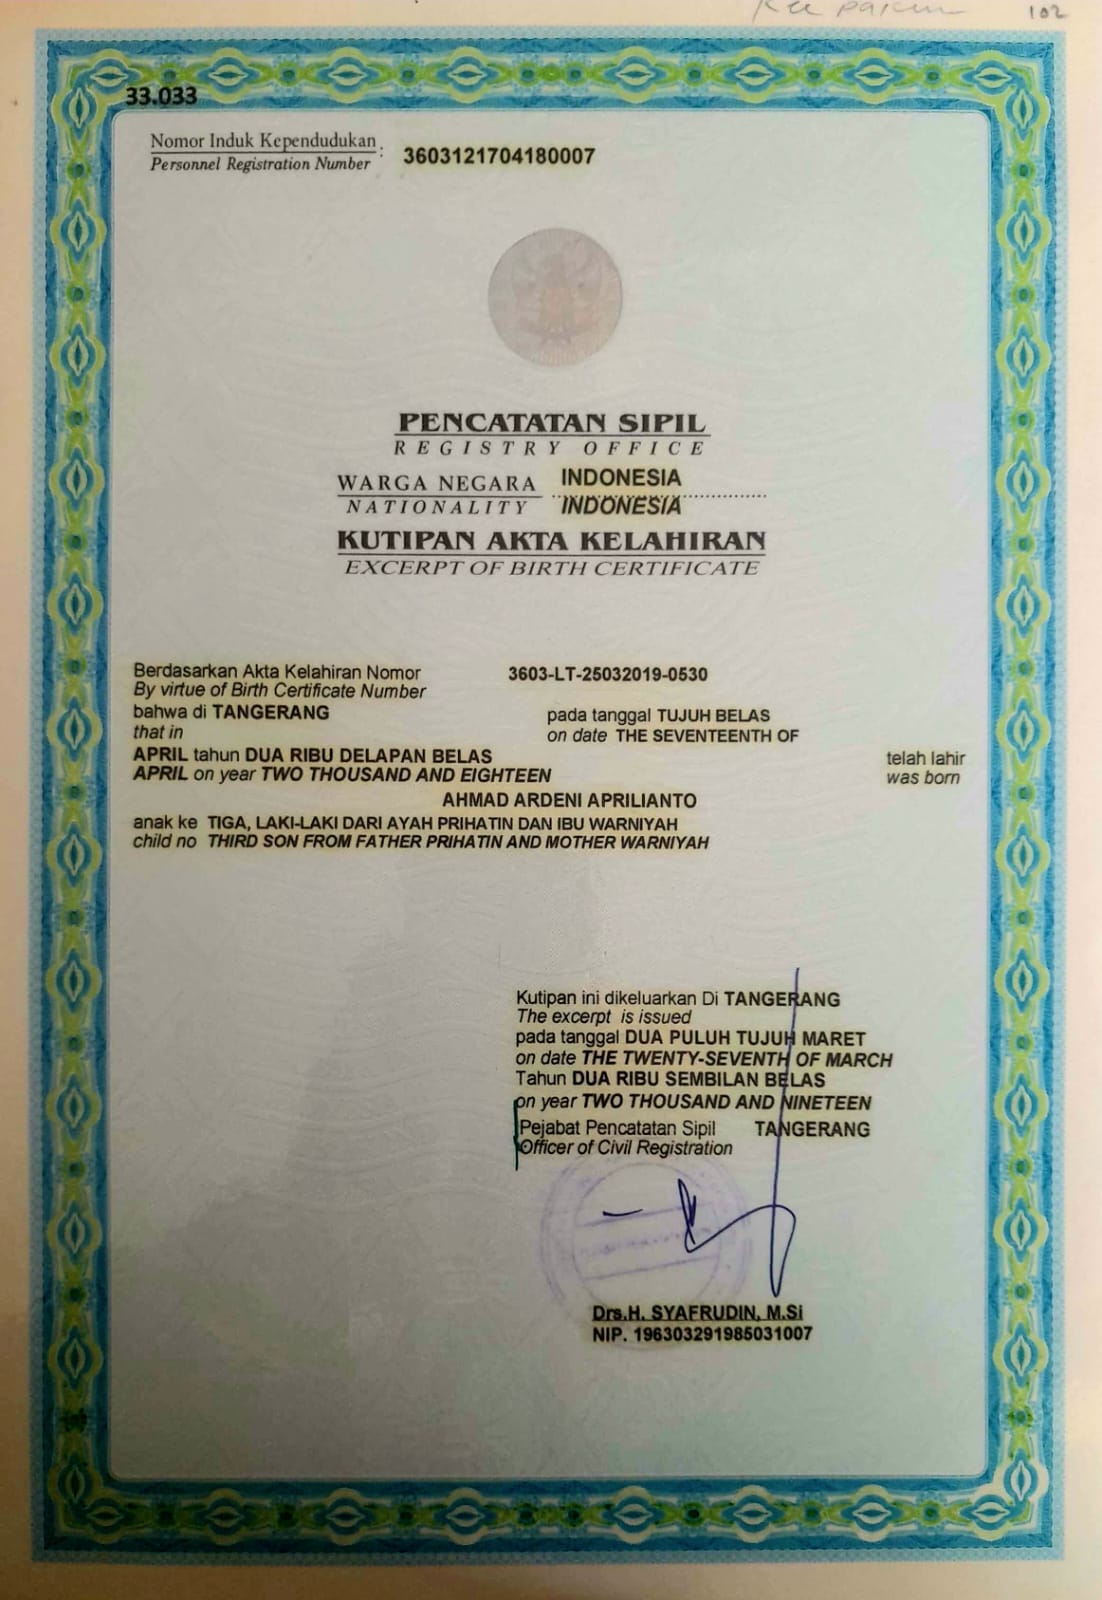 102
33.033
Nomor Induk Kependudukan : 3603121704180007
Personnel Registration Number
PENCATATAN SIPIL
REGISTRY OFFICE
WARGA NEGARA INDONESIA
NATIONALITY INDONESIA
KUTIPAN AKTA KELAHIRAN
EXCERPT OF BIRTH CERTIFICATE
Berdasarkan Akta Kelahiran Nomor 3603-LT-25032019-0530
By virtue of Birth Certificate Number
bahwa di TANGERANG pada tanggal TUJUH BELAS
that in on date THE SEVENTEENTH OF
APRIL tahun DUA RIBU DELAPAN BELAS telah lahir
APRIL on year TWO THOUSAND AND EIGHTEEN was born
AHMAD ARDENI APRILIANTO
anak ke TIGA, LAKI-LAKI DARI AYAH PRIHATIN DAN IBU WARNIYAH
child no THIRD SON FROM FATHER PRIHATIN AND MOTHER WARNIYAH
Kutipan ini dikeluarkan Di TANGERANG
The excerpt is issued
pada tanggal DUA PULUH TUJUH MARET
on date THE TWENTY-SEVENTH OF MARCH
Tahun DUA RIBU SEMBILAN BELAS
on year TWO THOUSAND AND NINETEEN
Pejabat Pencatatan Sipil TANGERANG
Officer of Civil Registration
Drs.H. SYAFRUDIN, M.Si
NIP. 196303291985031007